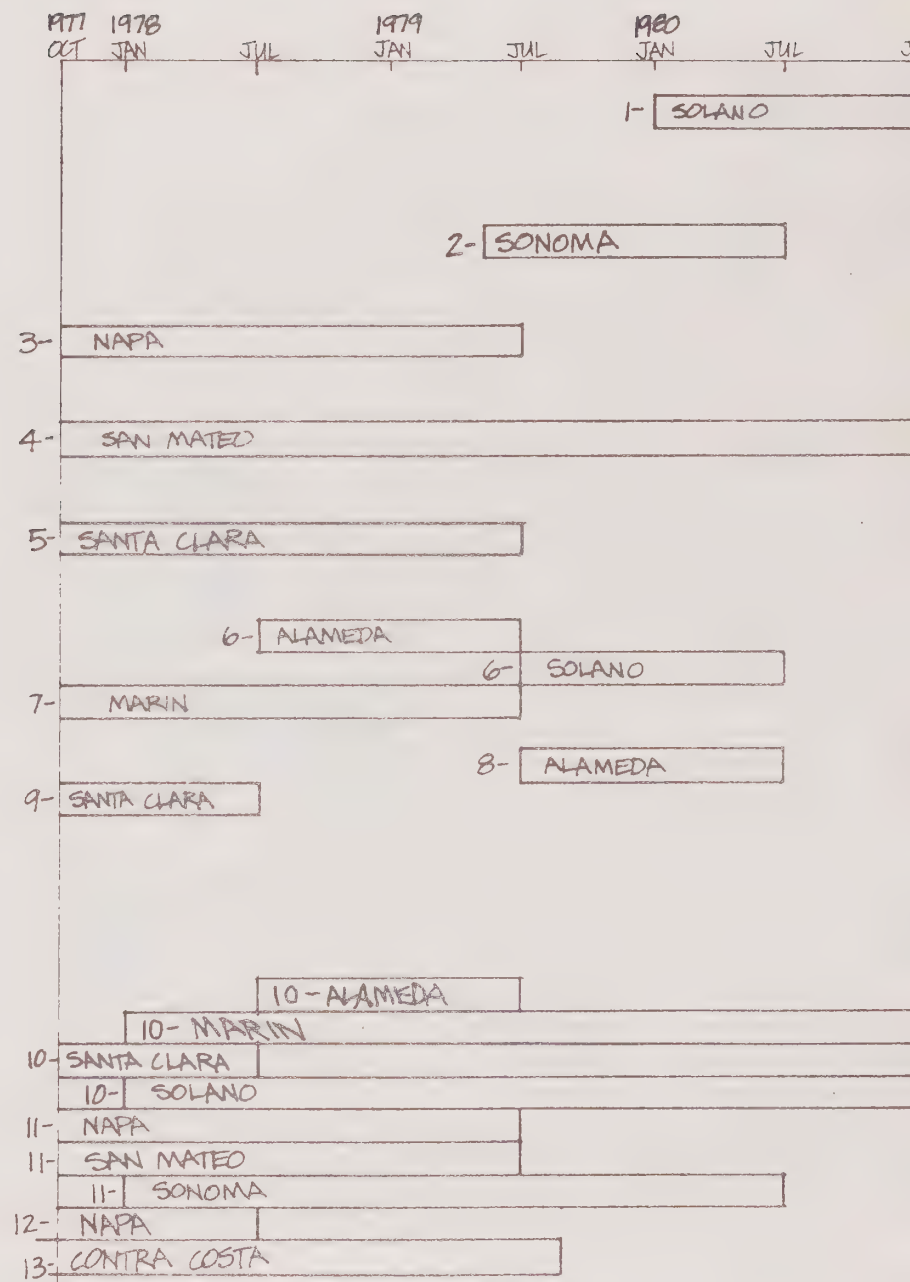 1977 1978 1979 1980
OCT JAN JUL JAN JUL JAN JUL J
1- SOLANO
2- SONOMA
3- NAPA
4- SAN MATEO
5- SANTA CLARA
6- ALAMEDA
6- SOLANO
7- MARIN
8- ALAMEDA
9- SANTA CLARA
10-ALAMEDA
10- MARIN
10- SANTA CLARA
10- SOLANO
11- NAPA
11- SAN MATEO
11- SONOMA
12- NAPA
13- CONTRA COSTA